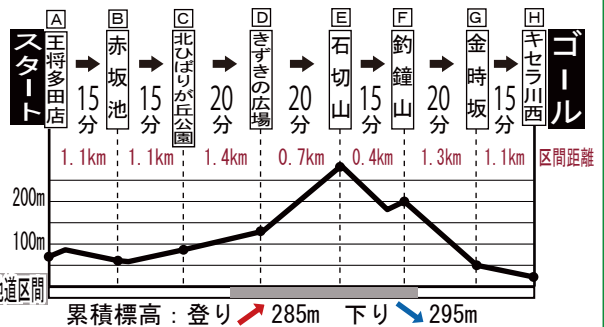 スタート
A 王将多田店
➡ 15分
B 赤坂池
➡ 15分
C 北ひばりが丘公園
➡ 20分
D きずきの広場
➡ 20分
E 石切山
➡ 15分
F 釣鐘山
➡ 20分
G 金時坂
➡ 15分
H キセラ川西
ゴール
1.1km 1.1km 1.4km 0.7km 0.4km 1.3km 1.1km 区間距離
200m
100m
地道区間
累積標高：登り 285m 下り 295m